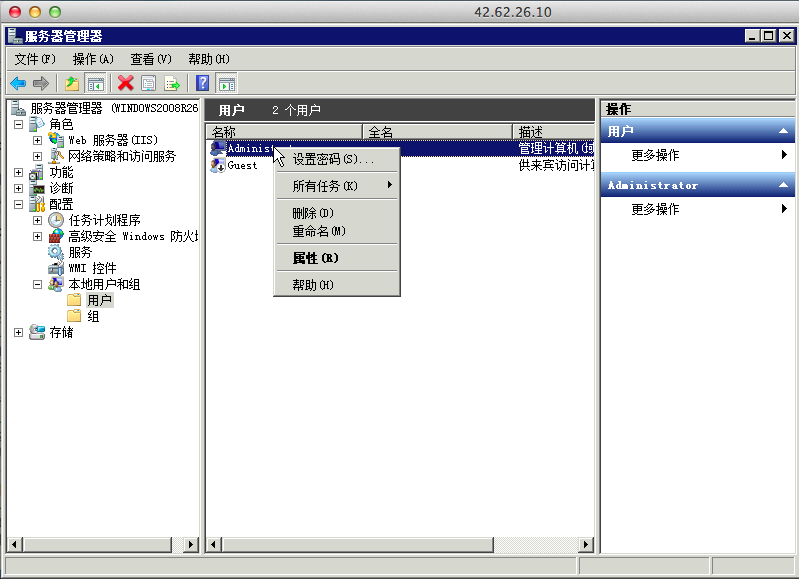 42.62.26.10
服务器管理器
文件(F) 操作(A) 查看(V) 帮助(H)
服务器管理器 (WINDOWS2008R26
角色
Web 服务器(IIS)
网络策略和访问服务
功能
诊断
配置
任务计划程序
高级安全 Windows 防火
服务
WMI 控件
本地用户和组
用户
组
存储
用户 2 个用户
名称 全名 描述
Administrator 管理计算机(域
Guest 供来宾访问计算
设置密码(S)...
所有任务(K)
删除(D)
重命名(M)
属性(R)
帮助(H)
操作
用户
更多操作
Administrator
更多操作